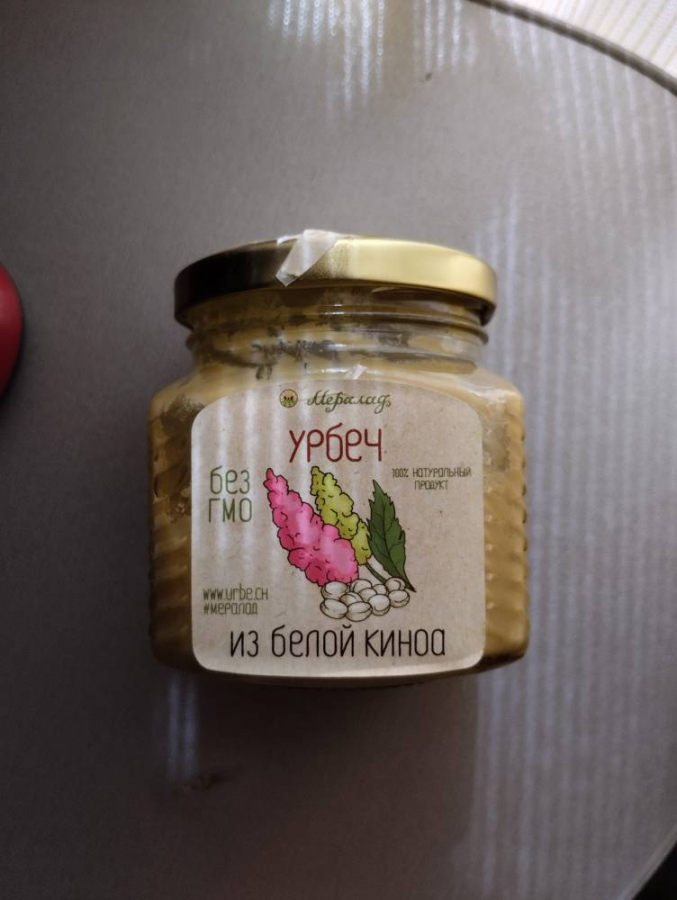 Мералад
урбеч
без
гмо
100% натуральный
продукт
www.urbe.ch
#мералад
из белой киноа